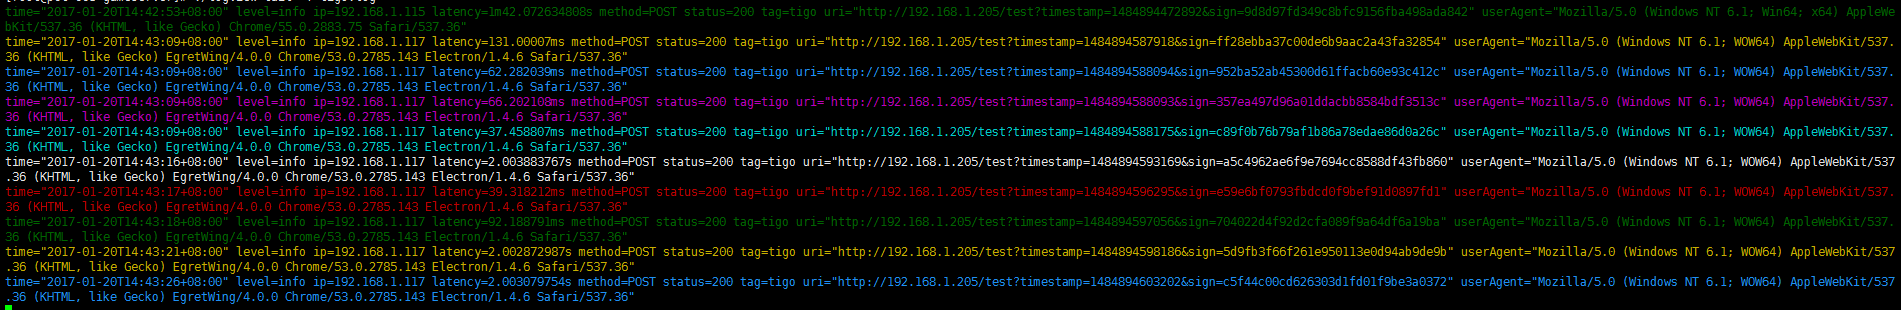 time="2017-01-20T14:42:53+08:00" level=info ip=192.168.1.115 latency=1m42.072634808s method=POST status=200 tag=tigo uri="http://192.168.1.205/test?timestamp=1484894472892&sign=9d8d97fd349c8bfc9156fba498ada842" userAgent="Mozilla/5.0 (Windows NT 6.1; Win64; x64) AppleWe
bKit/537.36 (KHTML, like Gecko) Chrome/55.0.2883.75 Safari/537.36"
time="2017-01-20T14:43:09+08:00" level=info ip=192.168.1.117 latency=131.00007ms method=POST status=200 tag=tigo uri="http://192.168.1.205/test?timestamp=1484894587918&sign=ff28ebba37c00de6b9aac2a43fa32854" userAgent="Mozilla/5.0 (Windows NT 6.1; WOW64) AppleWebKit/537.
36 (KHTML, like Gecko) EgretWing/4.0.0 Chrome/53.0.2785.143 Electron/1.4.6 Safari/537.36"
time="2017-01-20T14:43:09+08:00" level=info ip=192.168.1.117 latency=62.282039ms method=POST status=200 tag=tigo uri="http://192.168.1.205/test?timestamp=1484894588094&sign=952ba52ab45300d61ffacb60e93c412c" userAgent="Mozilla/5.0 (Windows NT 6.1; WOW64) AppleWebKit/537.
36 (KHTML, like Gecko) EgretWing/4.0.0 Chrome/53.0.2785.143 Electron/1.4.6 Safari/537.36"
time="2017-01-20T14:43:09+08:00" level=info ip=192.168.1.117 latency=66.202108ms method=POST status=200 tag=tigo uri="http://192.168.1.205/test?timestamp=1484894588093&sign=357ea497d96a01ddacbb8584bdf3513c" userAgent="Mozilla/5.0 (Windows NT 6.1; WOW64) AppleWebKit/537.
36 (KHTML, like Gecko) EgretWing/4.0.0 Chrome/53.0.2785.143 Electron/1.4.6 Safari/537.36"
time="2017-01-20T14:43:09+08:00" level=info ip=192.168.1.117 latency=37.458807ms method=POST status=200 tag=tigo uri="http://192.168.1.205/test?timestamp=1484894588175&sign=c89f0b76b79af1b86a78edae86d0a26c" userAgent="Mozilla/5.0 (Windows NT 6.1; WOW64) AppleWebKit/537.
36 (KHTML, like Gecko) EgretWing/4.0.0 Chrome/53.0.2785.143 Electron/1.4.6 Safari/537.36"
time="2017-01-20T14:43:16+08:00" level=info ip=192.168.1.117 latency=2.003883767s method=POST status=200 tag=tigo uri="http://192.168.1.205/test?timestamp=1484894593169&sign=a5c4962ae6f9e7694cc8588df43fb860" userAgent="Mozilla/5.0 (Windows NT 6.1; WOW64) AppleWebKit/537
.36 (KHTML, like Gecko) EgretWing/4.0.0 Chrome/53.0.2785.143 Electron/1.4.6 Safari/537.36"
time="2017-01-20T14:43:17+08:00" level=info ip=192.168.1.117 latency=39.318212ms method=POST status=200 tag=tigo uri="http://192.168.1.205/test?timestamp=1484894596295&sign=e59e6bf0793fbdcd0f9bef91d0897fd1" userAgent="Mozilla/5.0 (Windows NT 6.1; WOW64) AppleWebKit/537.
36 (KHTML, like Gecko) EgretWing/4.0.0 Chrome/53.0.2785.143 Electron/1.4.6 Safari/537.36"
time="2017-01-20T14:43:18+08:00" level=info ip=192.168.1.117 latency=92.188791ms method=POST status=200 tag=tigo uri="http://192.168.1.205/test?timestamp=1484894597056&sign=704022d4f92d2cfa089f9a64df6a19ba" userAgent="Mozilla/5.0 (Windows NT 6.1; WOW64) AppleWebKit/537.
36 (KHTML, like Gecko) EgretWing/4.0.0 Chrome/53.0.2785.143 Electron/1.4.6 Safari/537.36"
time="2017-01-20T14:43:21+08:00" level=info ip=192.168.1.117 latency=2.002872987s method=POST status=200 tag=tigo uri="http://192.168.1.205/test?timestamp=1484894598186&sign=5d9fb3f66f261e950113e0d94ab9de9b" userAgent="Mozilla/5.0 (Windows NT 6.1; WOW64) AppleWebKit/537
.36 (KHTML, like Gecko) EgretWing/4.0.0 Chrome/53.0.2785.143 Electron/1.4.6 Safari/537.36"
time="2017-01-20T14:43:26+08:00" level=info ip=192.168.1.117 latency=2.003079754s method=POST status=200 tag=tigo uri="http://192.168.1.205/test?timestamp=1484894603202&sign=c5f44c00cd626303d1fd01f9be3a0372" userAgent="Mozilla/5.0 (Windows NT 6.1; WOW64) AppleWebKit/537
.36 (KHTML, like Gecko) EgretWing/4.0.0 Chrome/53.0.2785.143 Electron/1.4.6 Safari/537.36"